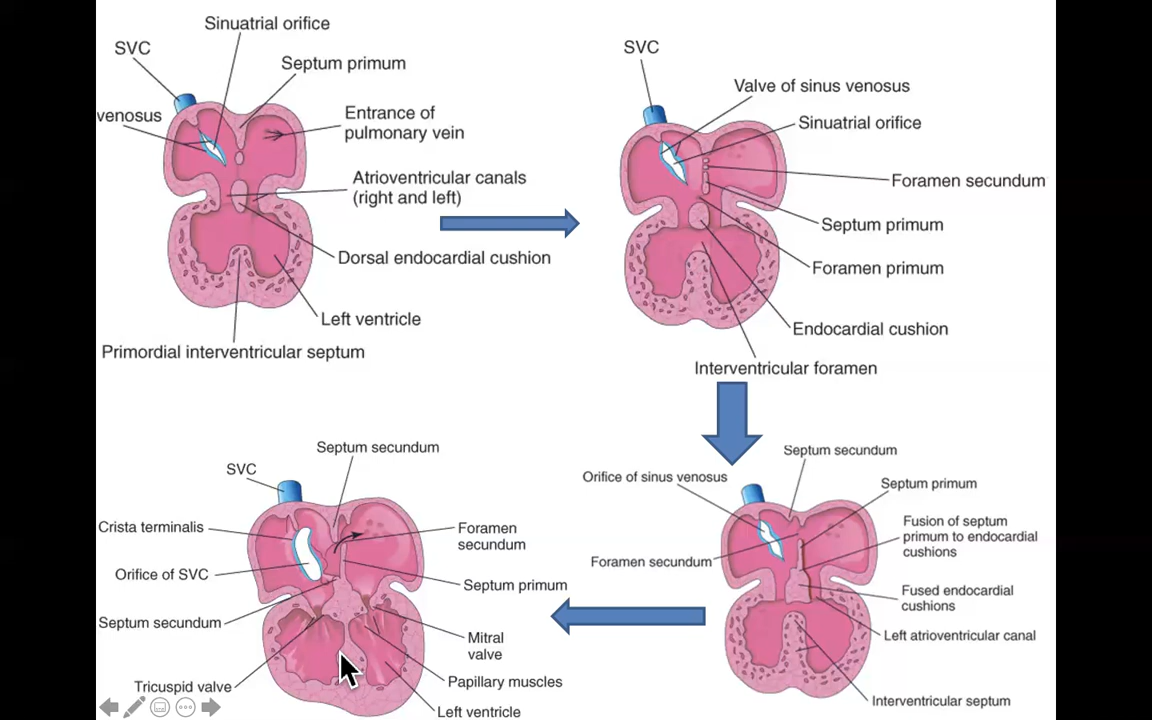 Sinuatrial orifice
SVC
Septum primum
venosus
Entrance of
pulmonary vein
Atrioventricular canals
(right and left)
Dorsal endocardial cushion
Left ventricle
Primordial interventricular septum
SVC
Valve of sinus venosus
Sinuatrial orifice
Foramen secundum
Septum primum
Foramen primum
Endocardial cushion
Interventricular foramen
Septum secundum
SVC
Crista terminalis
Foramen
secundum
Orifice of SVC
Septum primum
Septum secundum
Mitral
valve
Tricuspid valve
Papillary muscles
Left ventricle
Septum secundum
Orifice of sinus venosus
Septum primum
Fusion of septum
primum to endocardial
cushions
Foramen secundum
Fused endocardial
cushions
Left atrioventricular canal
Interventricular septum